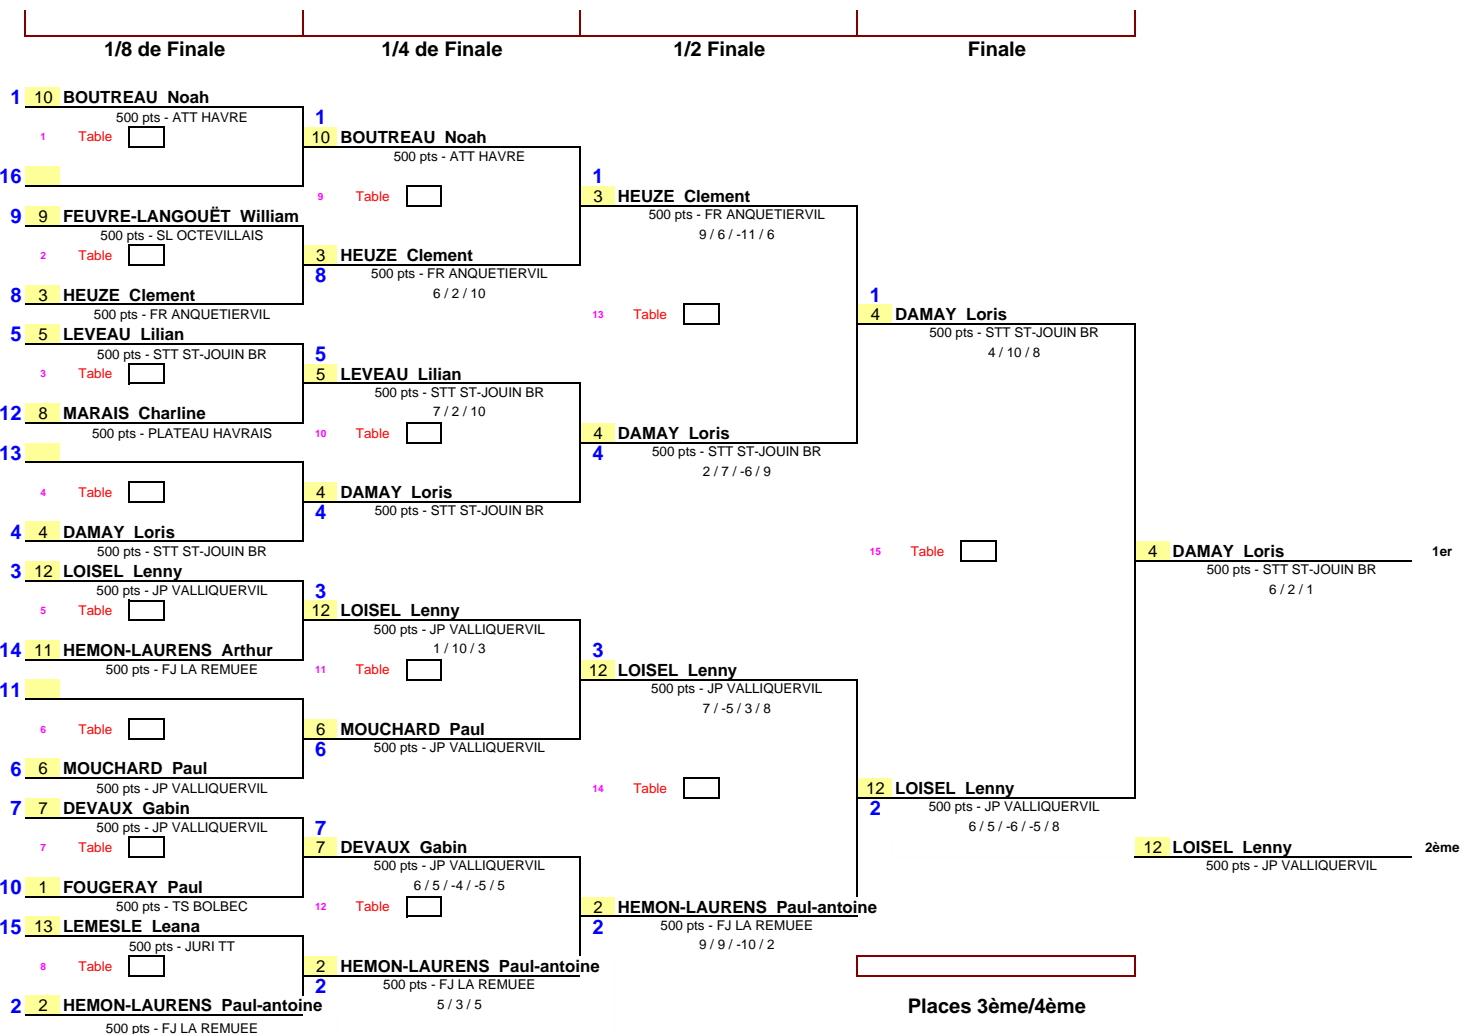 1/8 de Finale
1/4 de Finale
1/2 Finale
Finale
1 10 BOUTREAU Noah
500 pts - ATT HAVRE
1 Table
16
9 9 FEUVRE-LANGOUËT William
500 pts - SL OCTEVILLAIS
2 Table
8 3 HEUZE Clement
500 pts - FR ANQUETIERVIL
5 5 LEVEAU Lilian
500 pts - STT ST-JOUIN BR
3 Table
12 8 MARAIS Charline
500 pts - PLATEAU HAVRAIS
13
4 Table
4 4 DAMAY Loris
500 pts - STT ST-JOUIN BR
3 12 LOISEL Lenny
500 pts - JP VALLIQUERVIL
5 Table
14 11 HEMON-LAURENS Arthur
500 pts - FJ LA REMUEE
11
6 Table
6 6 MOUCHARD Paul
500 pts - JP VALLIQUERVIL
7 7 DEVAUX Gabin
500 pts - JP VALLIQUERVIL
7 Table
10 1 FOUGERAY Paul
500 pts - TS BOLBEC
15 13 LEMESLE Leana
500 pts - JURI TT
8 Table
2 2 HEMON-LAURENS Paul-antoine
500 pts - FJ LA REMUEE
1
10 BOUTREAU Noah
500 pts - ATT HAVRE
9 Table
3 HEUZE Clement
8 500 pts - FR ANQUETIERVIL
6 / 2 / 10
5
5 LEVEAU Lilian
500 pts - STT ST-JOUIN BR
7 / 2 / 10
10 Table
4 DAMAY Loris
4 500 pts - STT ST-JOUIN BR
3
12 LOISEL Lenny
500 pts - JP VALLIQUERVIL
1 / 10 / 3
11 Table
6 MOUCHARD Paul
6 500 pts - JP VALLIQUERVIL
7
7 DEVAUX Gabin
500 pts - JP VALLIQUERVIL
6 / 5 / -4 / -5 / 5
12 Table
2 HEMON-LAURENS Paul-antoine
2 500 pts - FJ LA REMUEE
5 / 3 / 5
1
3 HEUZE Clement
500 pts - FR ANQUETIERVIL
9 / 6 / -11 / 6
13 Table
4 DAMAY Loris
4 500 pts - STT ST-JOUIN BR
2 / 7 / -6 / 9
3
12 LOISEL Lenny
500 pts - JP VALLIQUERVIL
7 / -5 / 3 / 8
14 Table
2 HEMON-LAURENS Paul-antoine
2 500 pts - FJ LA REMUEE
9 / 9 / -10 / 2
1
4 DAMAY Loris
500 pts - STT ST-JOUIN BR
4 / 10 / 8
15 Table
12 LOISEL Lenny
2 500 pts - JP VALLIQUERVIL
6 / 5 / -6 / -5 / 8
4 DAMAY Loris 1er
500 pts - STT ST-JOUIN BR
6 / 2 / 1
12 LOISEL Lenny 2ème
500 pts - JP VALLIQUERVIL
Places 3ème/4ème